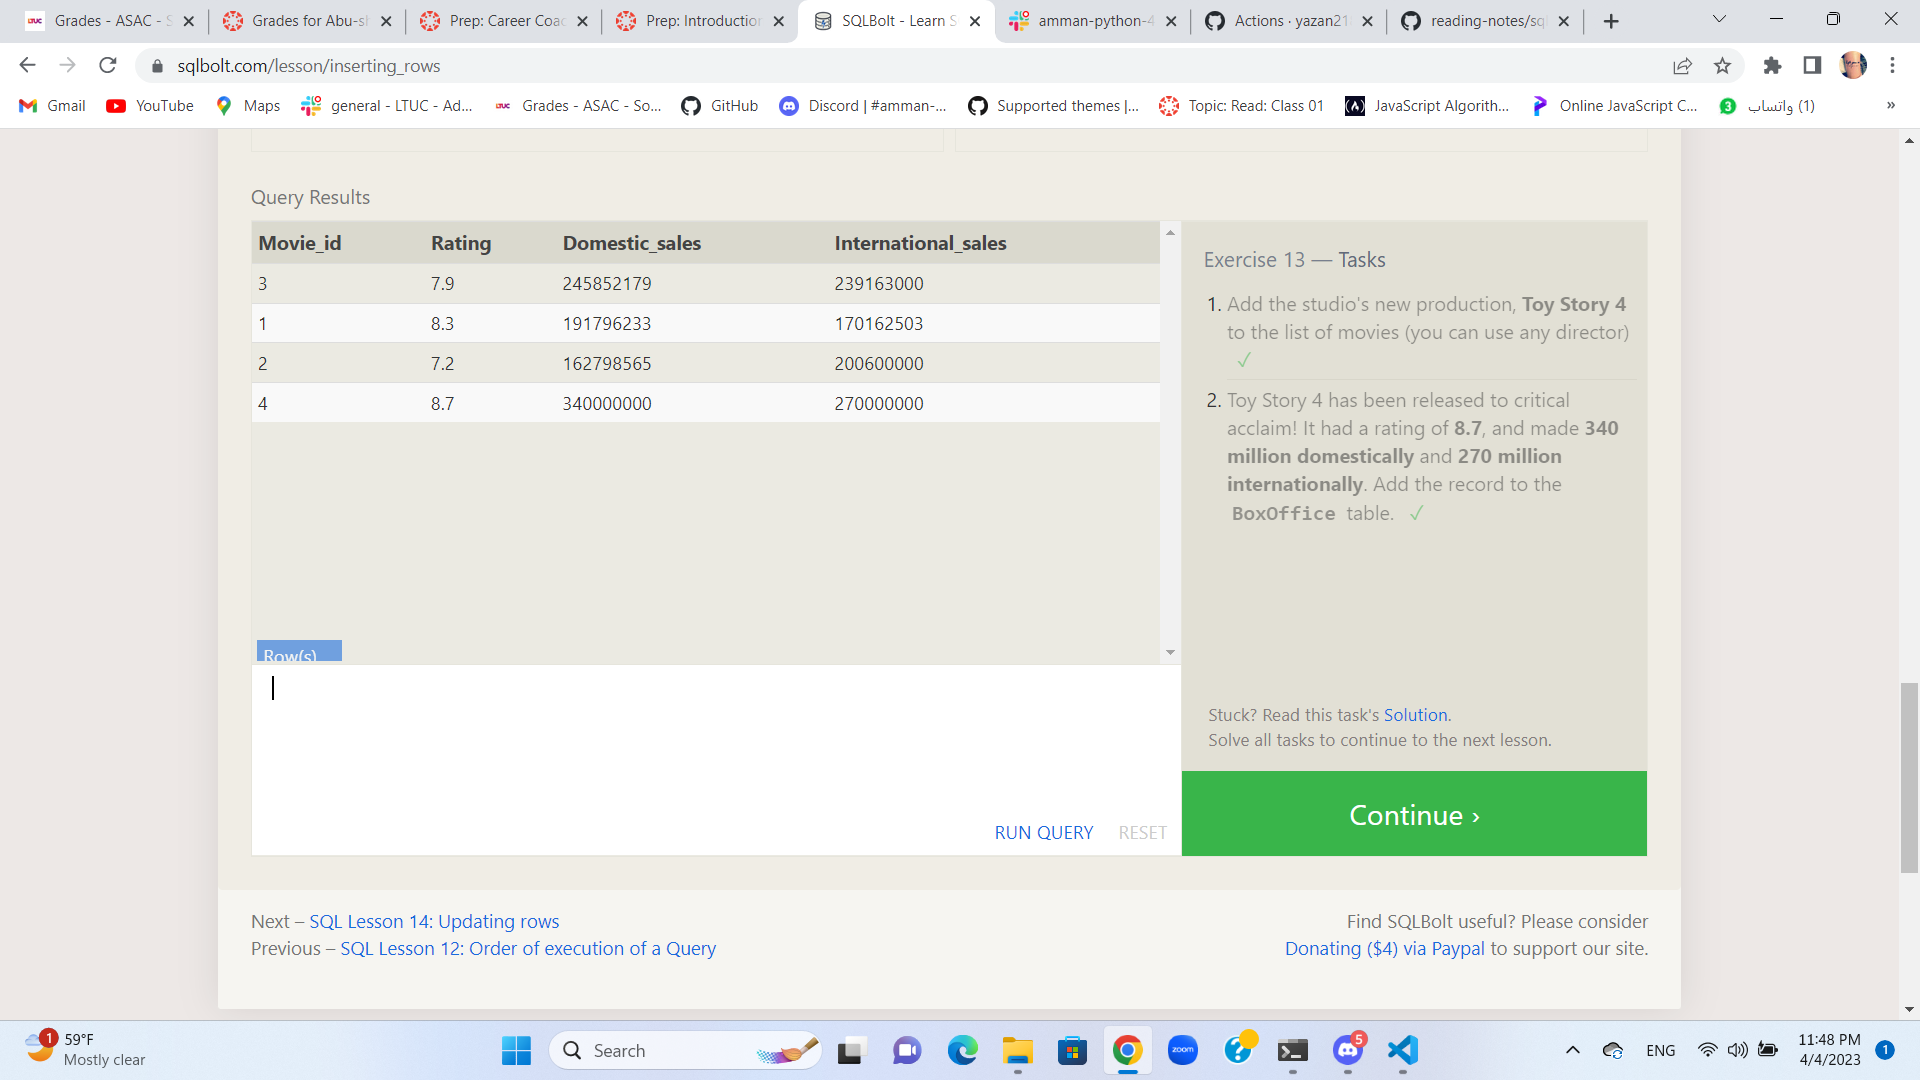 Grades - ASAC - S
Grades for Abu-sh
Prep: Career Coac
Prep: Introduction
SQLBolt - Learn S
amman-python-4
Actions · yazan21
reading-notes/sql
sqlbolt.com/lesson/inserting_rows
Gmail
YouTube
Maps
general - LTUC - Ad...
LTUC
Grades - ASAC - So...
GitHub
Discord | #amman-...
Supported themes |...
Topic: Read: Class 01
JavaScript Algorith...
Online JavaScript C...
3
واتساب (1)
»
Query Results
Movie_id Rating Domestic_sales International_sales
3 7.9 245852179 239163000
1 8.3 191796233 170162503
2 7.2 162798565 200600000
4 8.7 340000000 270000000
Row(s)
RUN QUERY RESET
Exercise 13 — Tasks
1. Add the studio's new production, Toy Story 4
to the list of movies (you can use any director)
✓
2. Toy Story 4 has been released to critical
acclaim! It had a rating of 8.7, and made 340
million domestically and 270 million
internationally. Add the record to the
BoxOffice table. ✓
Stuck? Read this task's Solution.
Solve all tasks to continue to the next lesson.
Continue ›
Next – SQL Lesson 14: Updating rows
Previous – SQL Lesson 12: Order of execution of a Query
Find SQLBolt useful? Please consider
Donating ($4) via Paypal to support our site.
1
59°F
Mostly clear
Search
zoom
5
ENG
11:48 PM
4/4/2023
1